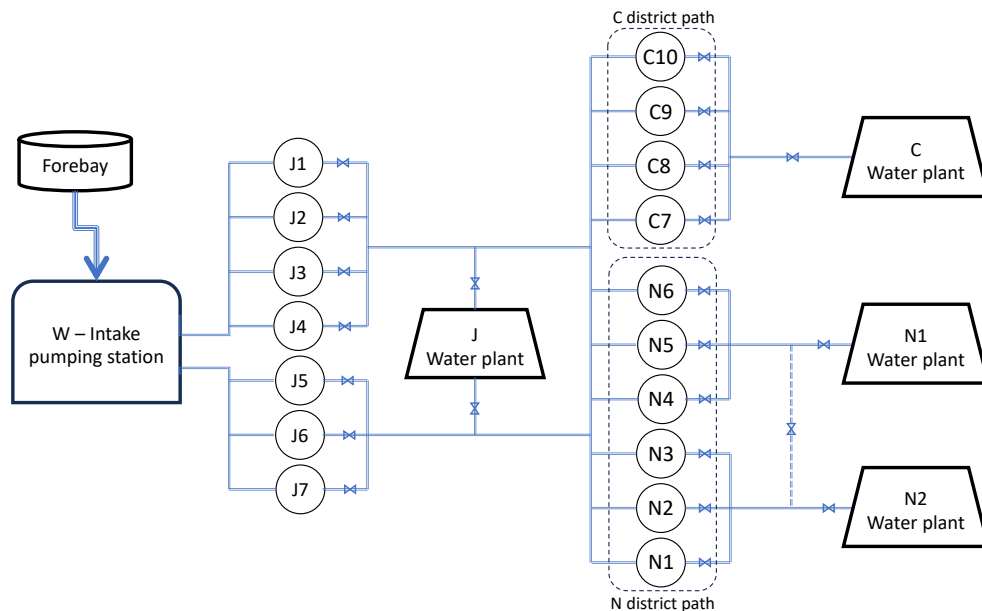 C district path
C10
C9
C8
C7
C
Water plant
Forebay
W – Intake
pumping station
J1
J2
J3
J4
J5
J6
J7
J
Water plant
N6
N5
N4
N3
N2
N1
N district path
N1
Water plant
N2
Water plant